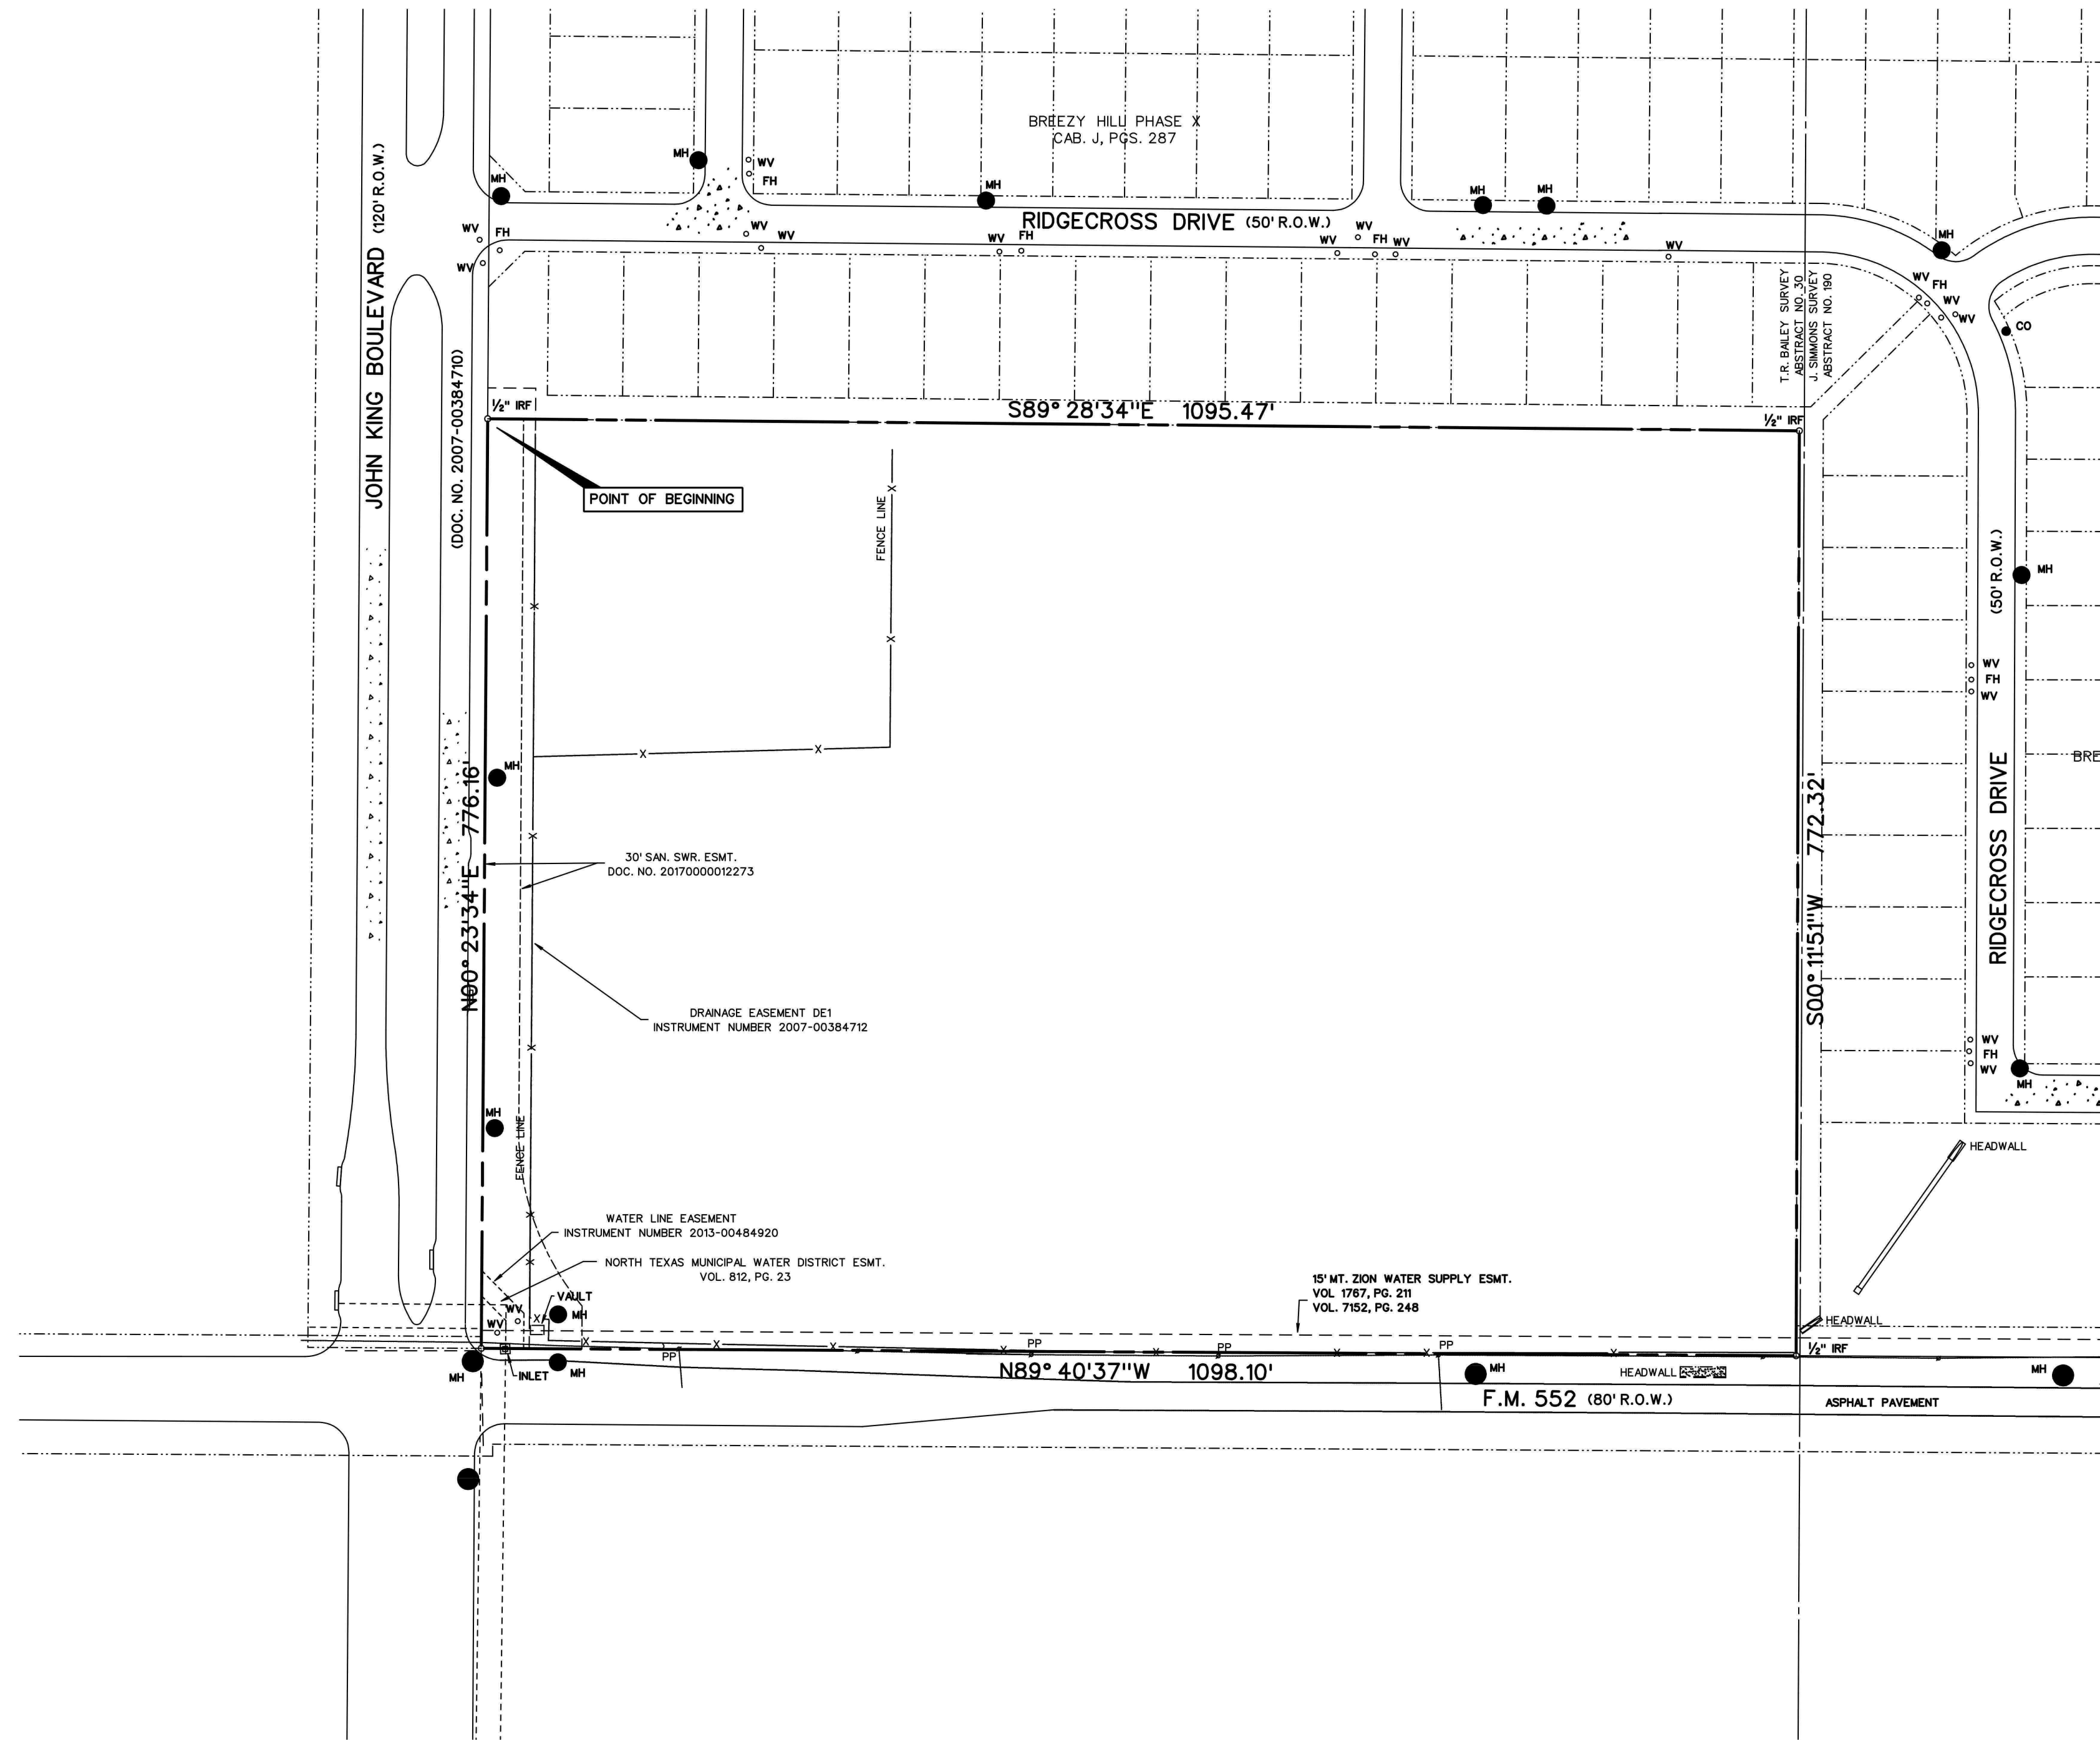 BREEZY HILL PHASE X
CAB. J, PGS. 287
MH
WV
FH
MH
MH
MH
MH
RIDGECROSS DRIVE (50' R.O.W.)
WV
FH
WV
WV
WV
WV
FH
WV
WV
FH
WV
WV
MH
WV
FH
WV
WV
CO
JOHN KING BOULEVARD (120' R.O.W.)
(DOC. NO. 2007-00384710)
T.R. BAILEY SURVEY
ABSTRACT NO. 30
J. SIMMONS SURVEY
ABSTRACT NO. 190
1/2" IRF
S89° 28'34"E 1095.47'
1/2" IRF
POINT OF BEGINNING
FENCE LINE
(50' R.O.W.)
MH
WV
FH
WV
BRE
RIDGECROSS DRIVE
MH
N00° 23'34"E 776.16'
S00° 11'51"W 772.32'
30' SAN. SWR. ESMT.
DOC. NO. 20170000012273
DRAINAGE EASEMENT DE1
INSTRUMENT NUMBER 2007-00384712
WV
FH
WV
MH
MH
FENCE LINE
HEADWALL
WATER LINE EASEMENT
INSTRUMENT NUMBER 2013-00484920
NORTH TEXAS MUNICIPAL WATER DISTRICT ESMT.
VOL. 812, PG. 23
15' MT. ZION WATER SUPPLY ESMT.
VOL 1767, PG. 211
VOL. 7152, PG. 248
VAULT
WV
MH
WV
HEADWALL
PP
PP
PP
PP
1/2" IRF
N89° 40'37"W 1098.10'
MH
INLET
MH
MH
HEADWALL
MH
F.M. 552 (80' R.O.W.)
ASPHALT PAVEMENT